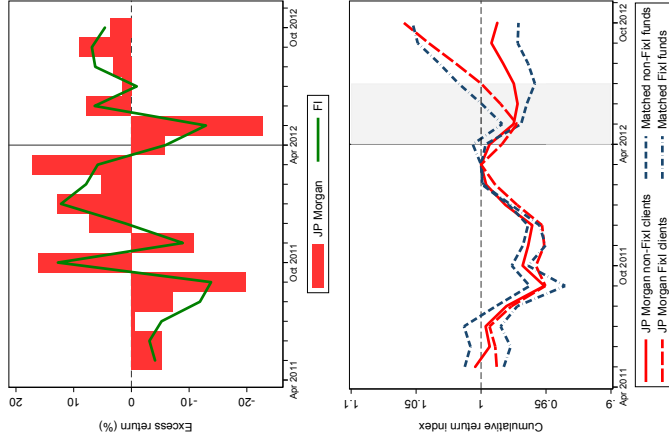 Excess return (%)
20
10
0
-10
-20
Apr 2011
Oct 2011
Apr 2012
Oct 2012
JP Morgan
FI
Cumulative return index
1.1
1.05
1
0.95
.9
Apr 2011
Oct 2011
Apr 2012
Oct 2012
JP Morgan non-FixI clients
Matched non-FixI funds
JP Morgan FixI clients
Matched FixI funds